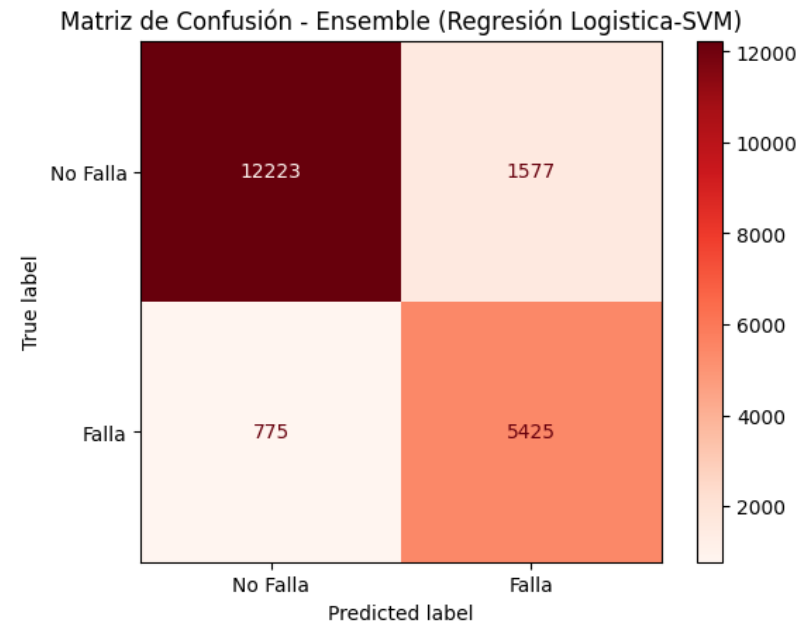 Matriz de Confusión - Ensemble (Regresión Logistica-SVM)
12000
10000
8000
6000
4000
2000
No Falla
12223
1577
True label
Falla
775
5425
No Falla
Falla
Predicted label